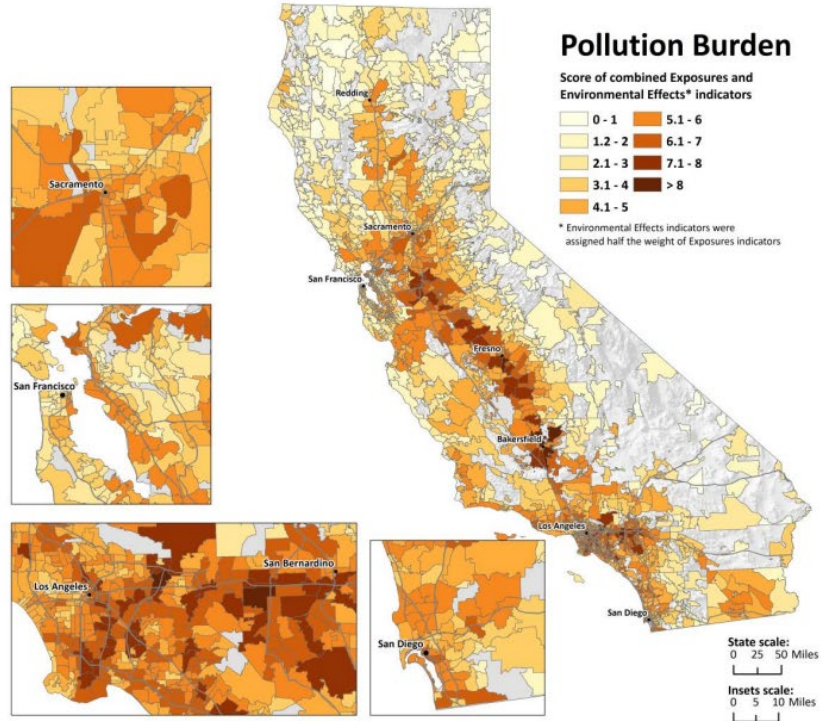 Pollution Burden
Score of combined Exposures and
Environmental Effects* indicators
0 - 1
1.2 - 2
2.1 - 3
3.1 - 4
4.1 - 5
5.1 - 6
6.1 - 7
7.1 - 8
> 8
* Environmental Effects indicators were
assigned half the weight of Exposures indicators
Redding
Sacramento
San Francisco
Fresno
Bakersfield
Los Angeles
San Diego
Sacramento
San Francisco
Los Angeles
San Bernardino
San Diego
State scale:
0 25 50 Miles
Insets scale:
0 5 10 Miles